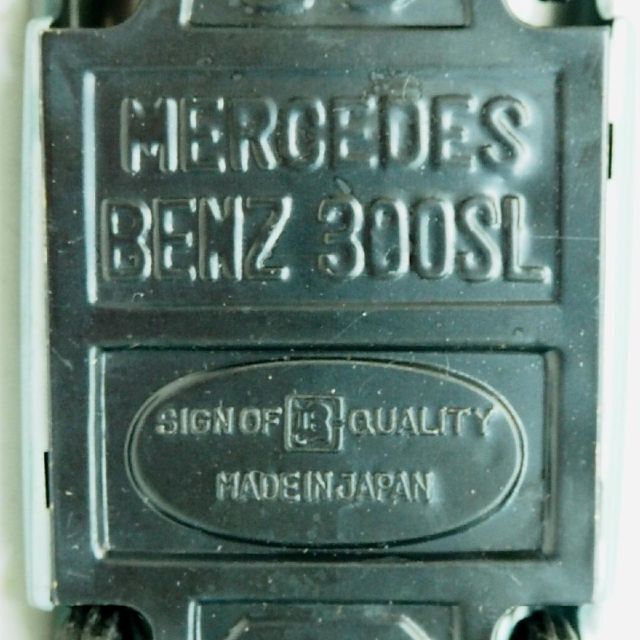 MERCEDES
BENZ 300SL
SIGN OF B QUALITY
MADE IN JAPAN